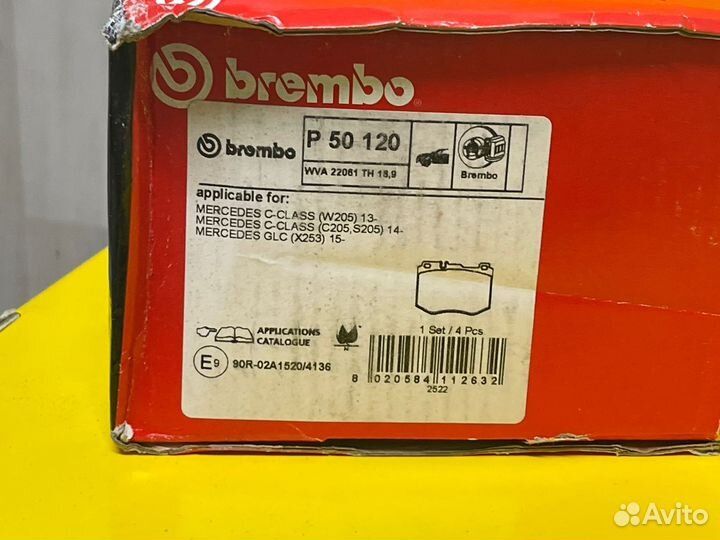 brembo
brembo
P 50 120
WVA 22061 TH 18,9
Brembo
applicable for:
MERCEDES C-CLASS (W205) 13-
MERCEDES C-CLASS (C205,S205) 14-
MERCEDES GLC (X253) 15-
1 Set / 4 Pcs.
APPLICATIONS
CATALOGUE
N
E9
90R-02A1520/4136
8 020584 112632
2522
Avito